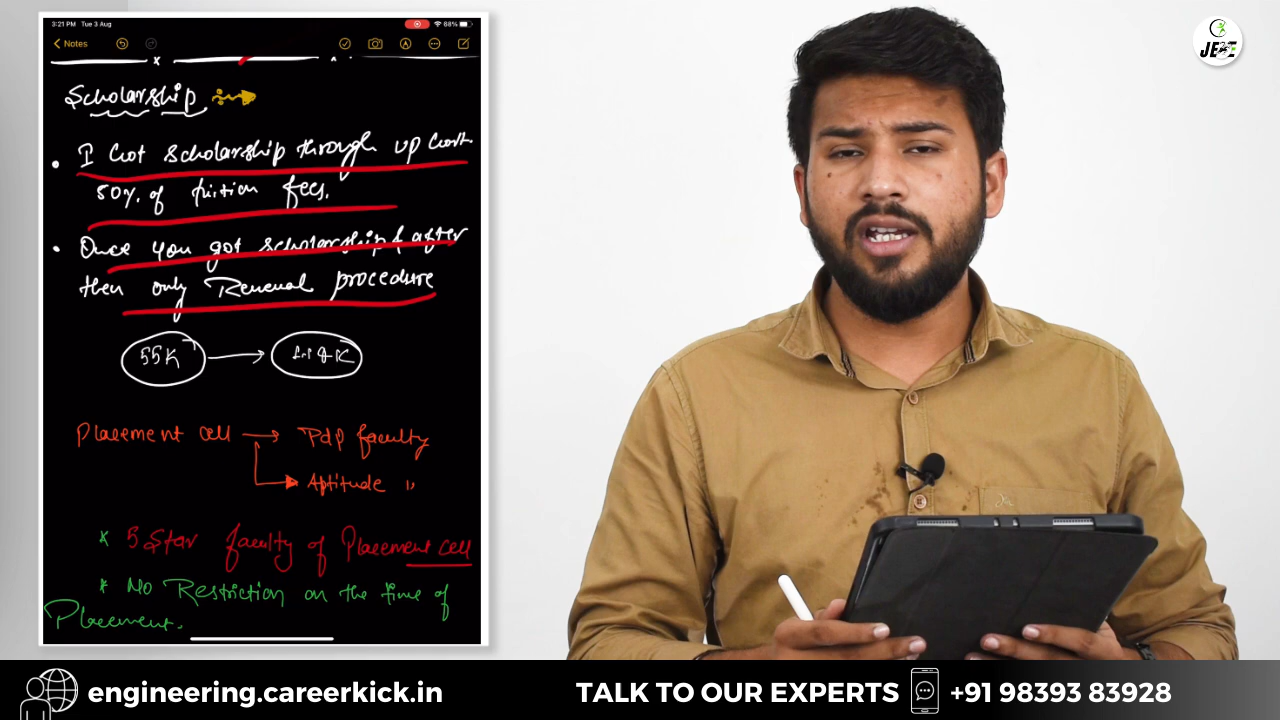 3:21 PM Tue 3 Aug
68%
Notes
Scholarship
• I Got Scholarship through UP Govt
50% of tuition fees.
• Once you got scholarship & after
then only Renewal procedure
55K
Placement cell → Pdp faculty
Aptitude "
* 5 Star faculty of Placement cell
* No Restriction on the time of
Placement.
engineering.careerkick.in
TALK TO OUR EXPERTS
+91 98393 83928